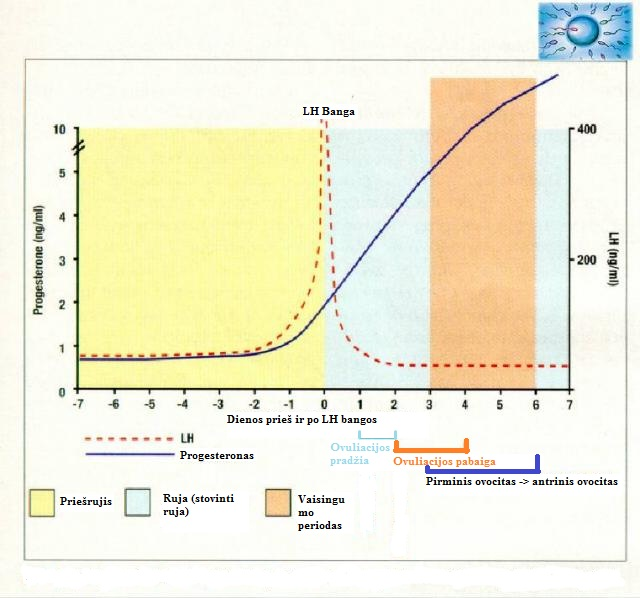 LH Banga
10
5
4
3
2
1
0
Progesterone (ng/ml)
400
200
LH (ng/ml)
-7 -6 -5 -4 -3 -2 -1 0 1 2 3 4 5 6 7
Dienos prieš ir po LH bangos
LH
Progesteronas
Ovuliacijos
pradžia
Ovuliacijos pabaiga
Pirminis ovocitas -> antrinis ovocitas
Priešrujis
Ruja (stovinti
ruja)
Vaisingu
mo
periodas